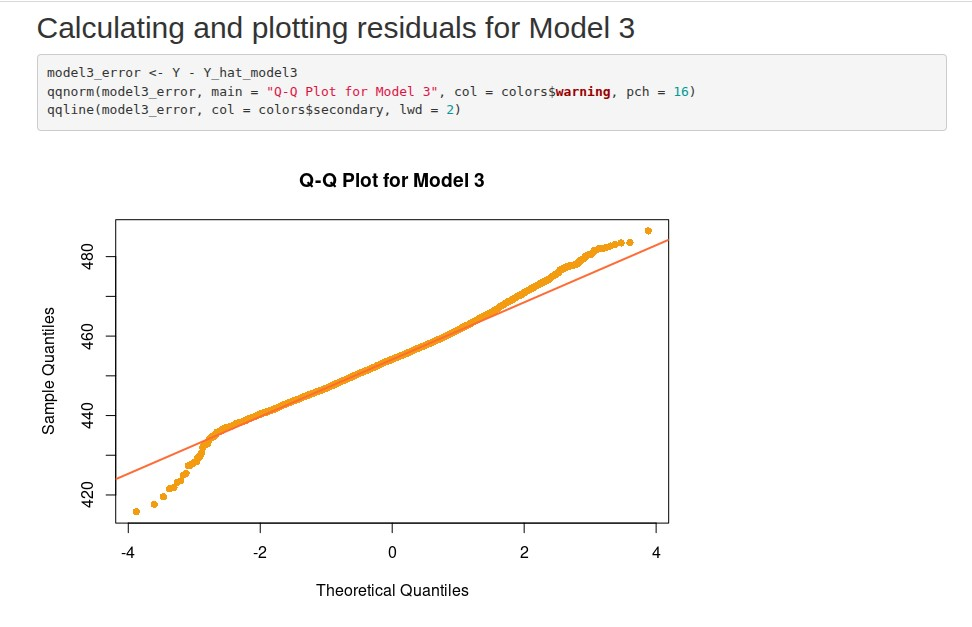 Calculating and plotting residuals for Model 3
model3_error <- Y - Y_hat_model3
qqnorm(model3_error, main = "Q-Q Plot for Model 3", col = colors$warning, pch = 16)
qqline(model3_error, col = colors$secondary, lwd = 2)
Q-Q Plot for Model 3
480
460
440
420
Sample Quantiles
-4 -2 0 2 4
Theoretical Quantiles